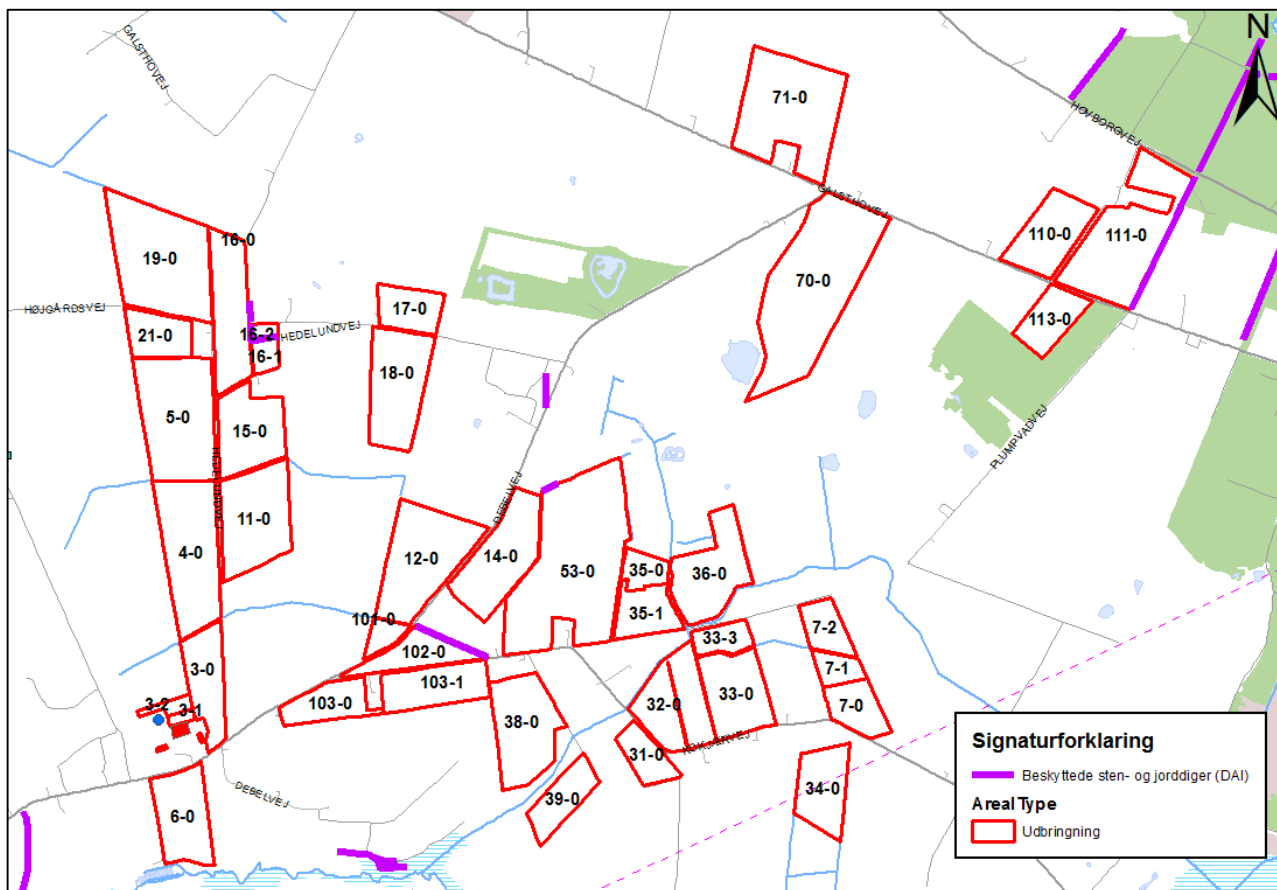 GALSTHOVEJ
N
71-0
HOVBORGVEJ
GALSTHOVEJ
16-0
110-0
111-0
19-0
70-0
HØJGÅRDSVEJ
17-0
113-0
21-0
16-2
HEDELUNDVEJ
16-1
18-0
5-0
15-0
PLUMPVADVEJ
HEDELUNDVEJ
DEBELVEJ
11-0
4-0
12-0
14-0
53-0
35-0
36-0
101-0
35-1
7-2
33-3
102-0
3-0
7-1
103-1
3-2
3-1
103-0
32-0
33-0
7-0
38-0
31-0
KOKJÆRVEJ
DEBELVEJ
39-0
34-0
6-0
Signaturforklaring
Beskyttede sten- og jorddiger (DAI)
Areal Type
Udbringning